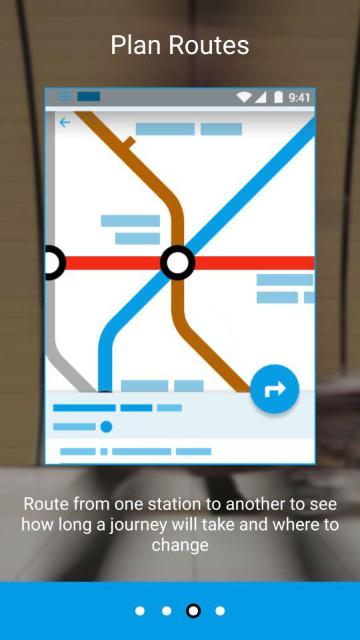 Plan Routes
9:41
Route from one station to another to see
how long a journey will take and where to
change